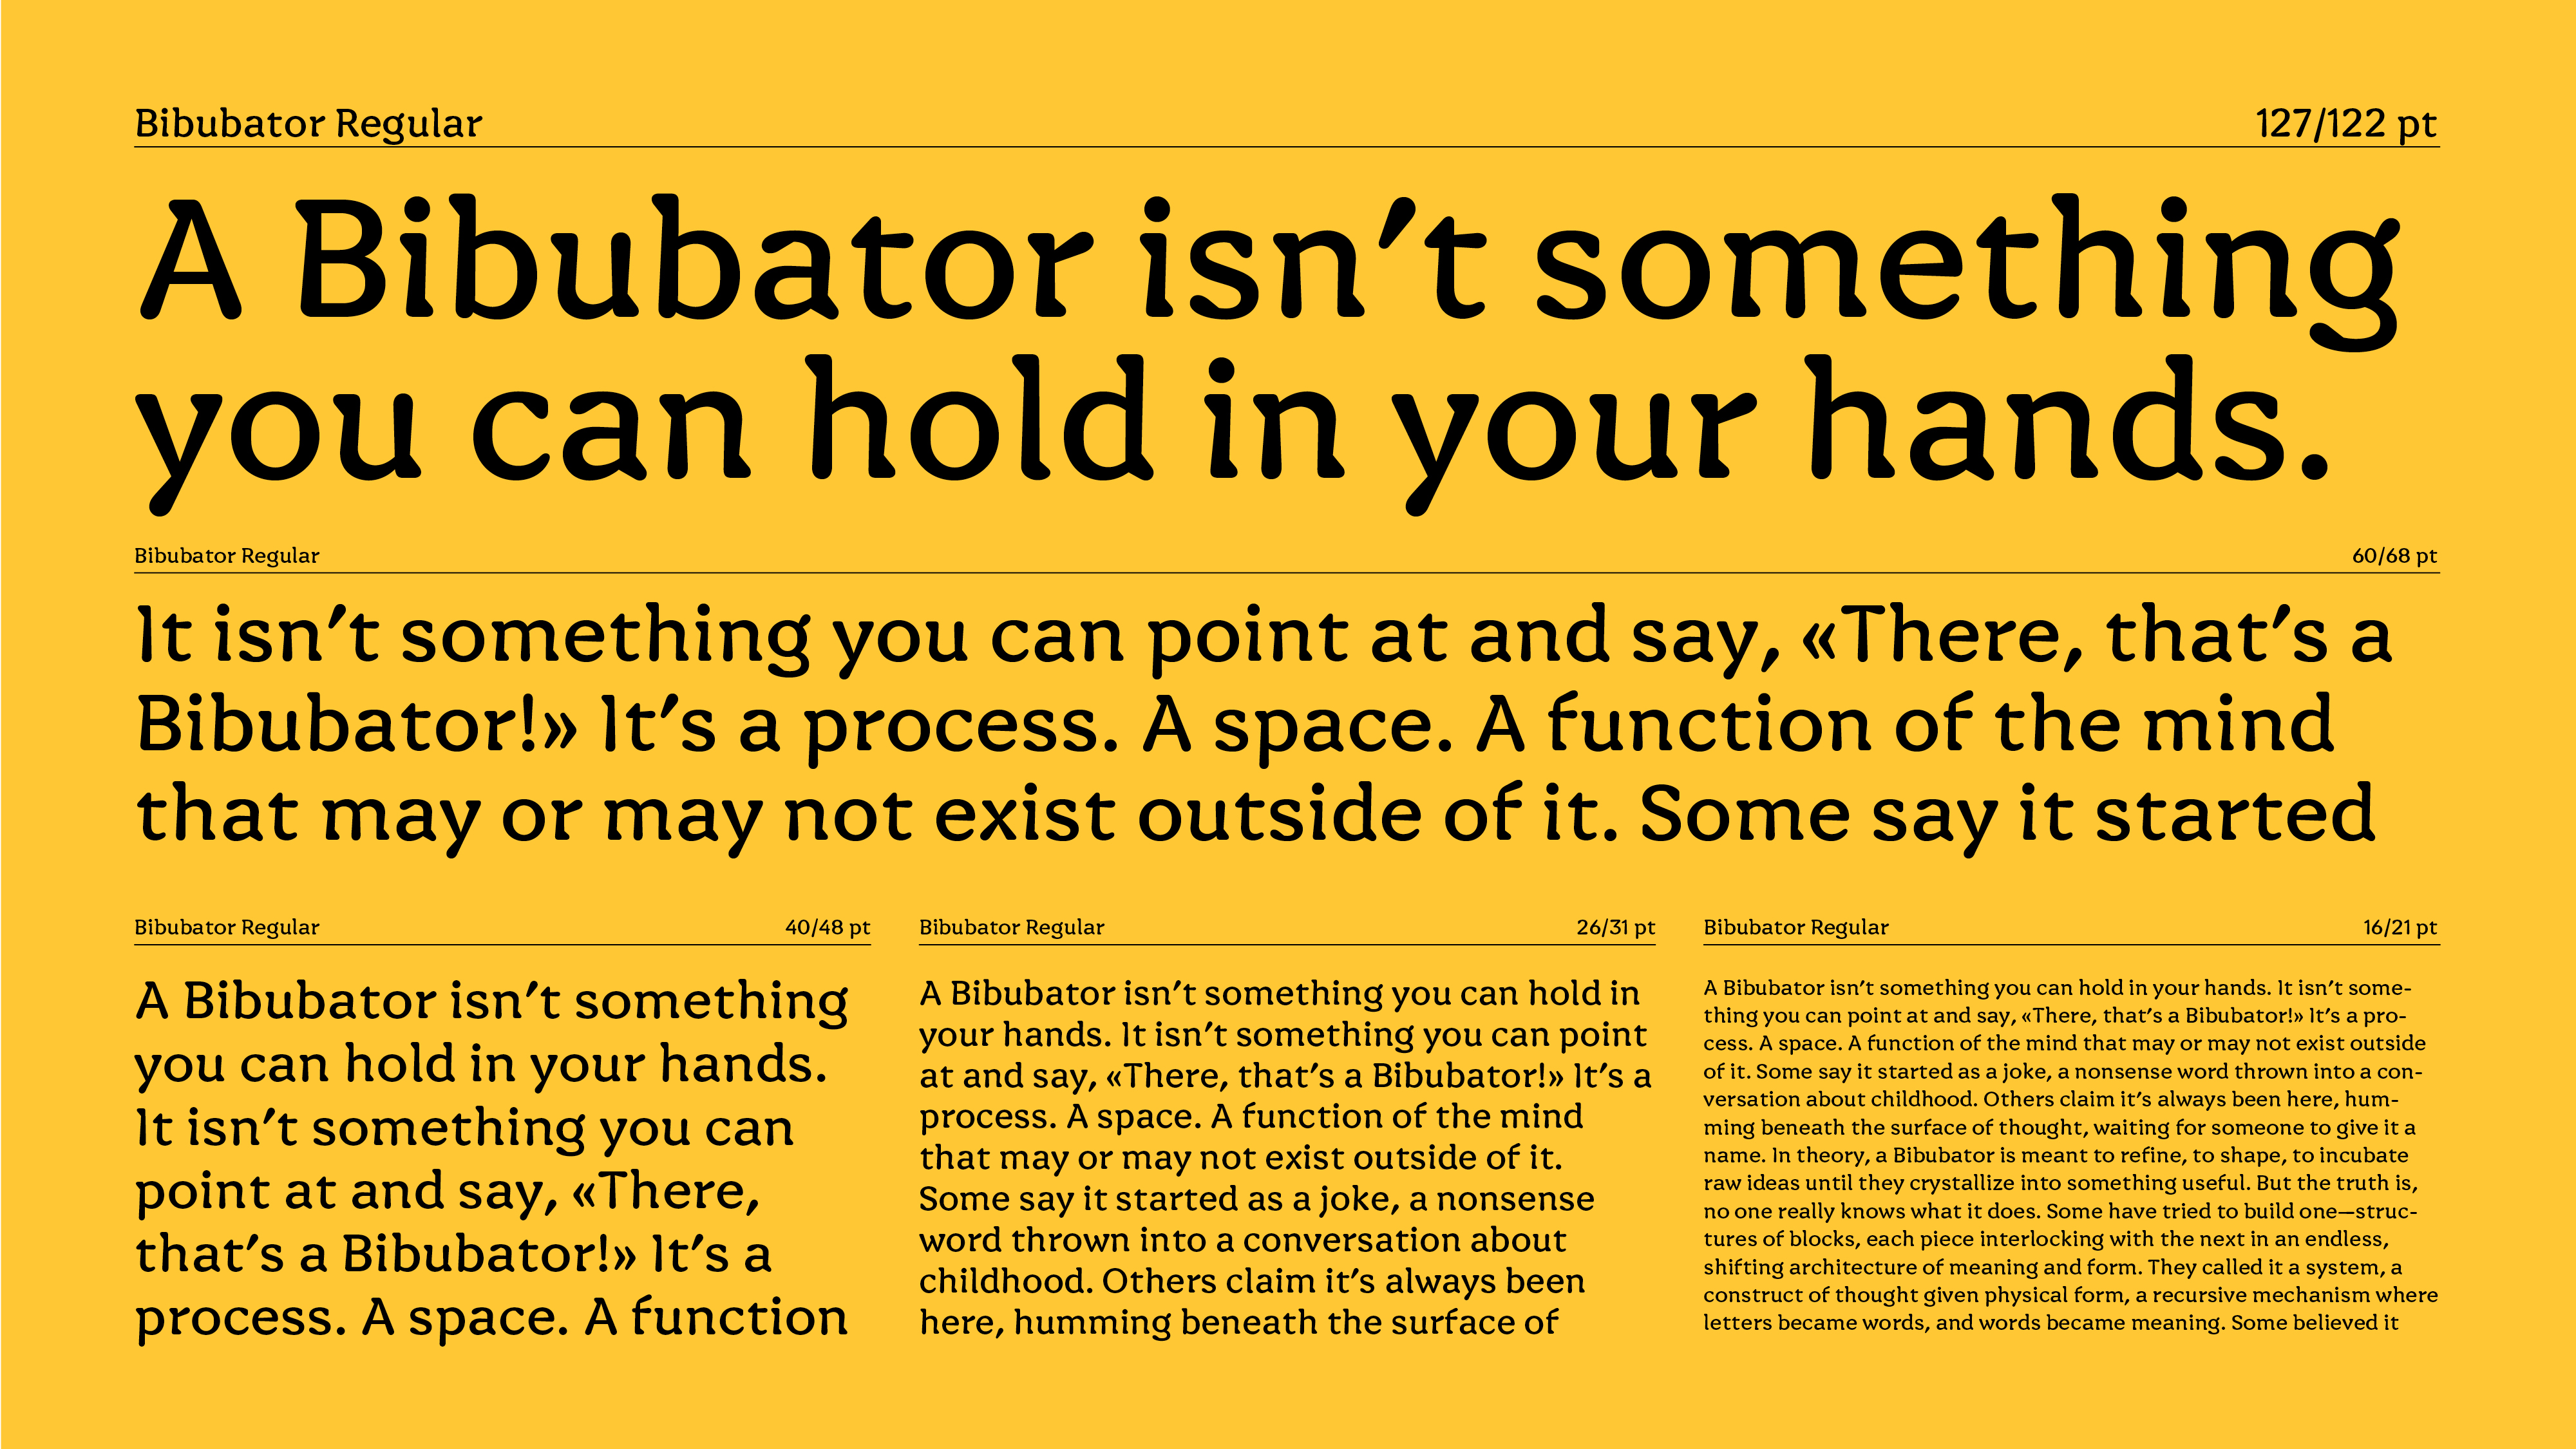 Bibubator Regular 127/122 pt
A Bibubator isn’t something
you can hold in your hands.
Bibubator Regular 60/68 pt
It isn’t something you can point at and say, «There, that’s a
Bibubator!» It’s a process. A space. A function of the mind
that may or may not exist outside of it. Some say it started
Bibubator Regular 40/48 pt
A Bibubator isn’t something
you can hold in your hands.
It isn’t something you can
point at and say, «There,
that’s a Bibubator!» It’s a
process. A space. A function
Bibubator Regular 26/31 pt
A Bibubator isn’t something you can hold in
your hands. It isn’t something you can point
at and say, «There, that’s a Bibubator!» It’s a
process. A space. A function of the mind
that may or may not exist outside of it.
Some say it started as a joke, a nonsense
word thrown into a conversation about
childhood. Others claim it’s always been
here, humming beneath the surface of
Bibubator Regular 16/21 pt
A Bibubator isn’t something you can hold in your hands. It isn’t some-
thing you can point at and say, «There, that’s a Bibubator!» It’s a pro-
cess. A space. A function of the mind that may or may not exist outside
of it. Some say it started as a joke, a nonsense word thrown into a con-
versation about childhood. Others claim it’s always been here, hum-
ming beneath the surface of thought, waiting for someone to give it a
name. In theory, a Bibubator is meant to refine, to shape, to incubate
raw ideas until they crystallize into something useful. But the truth is,
no one really knows what it does. Some have tried to build one—struc-
tures of blocks, each piece interlocking with the next in an endless,
shifting architecture of meaning and form. They called it a system, a
construct of thought given physical form, a recursive mechanism where
letters became words, and words became meaning. Some believed it